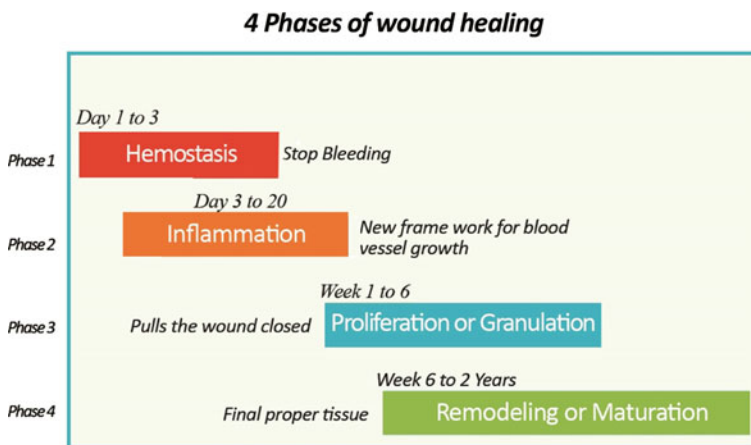 4 Phases of wound healing
Day 1 to 3
Phase 1
Hemostasis
Stop Bleeding
Day 3 to 20
Phase 2
Inflammation
New frame work for blood
vessel growth
Week 1 to 6
Phase 3
Pulls the wound closed
Proliferation or Granulation
Week 6 to 2 Years
Phase 4
Final proper tissue
Remodeling or Maturation